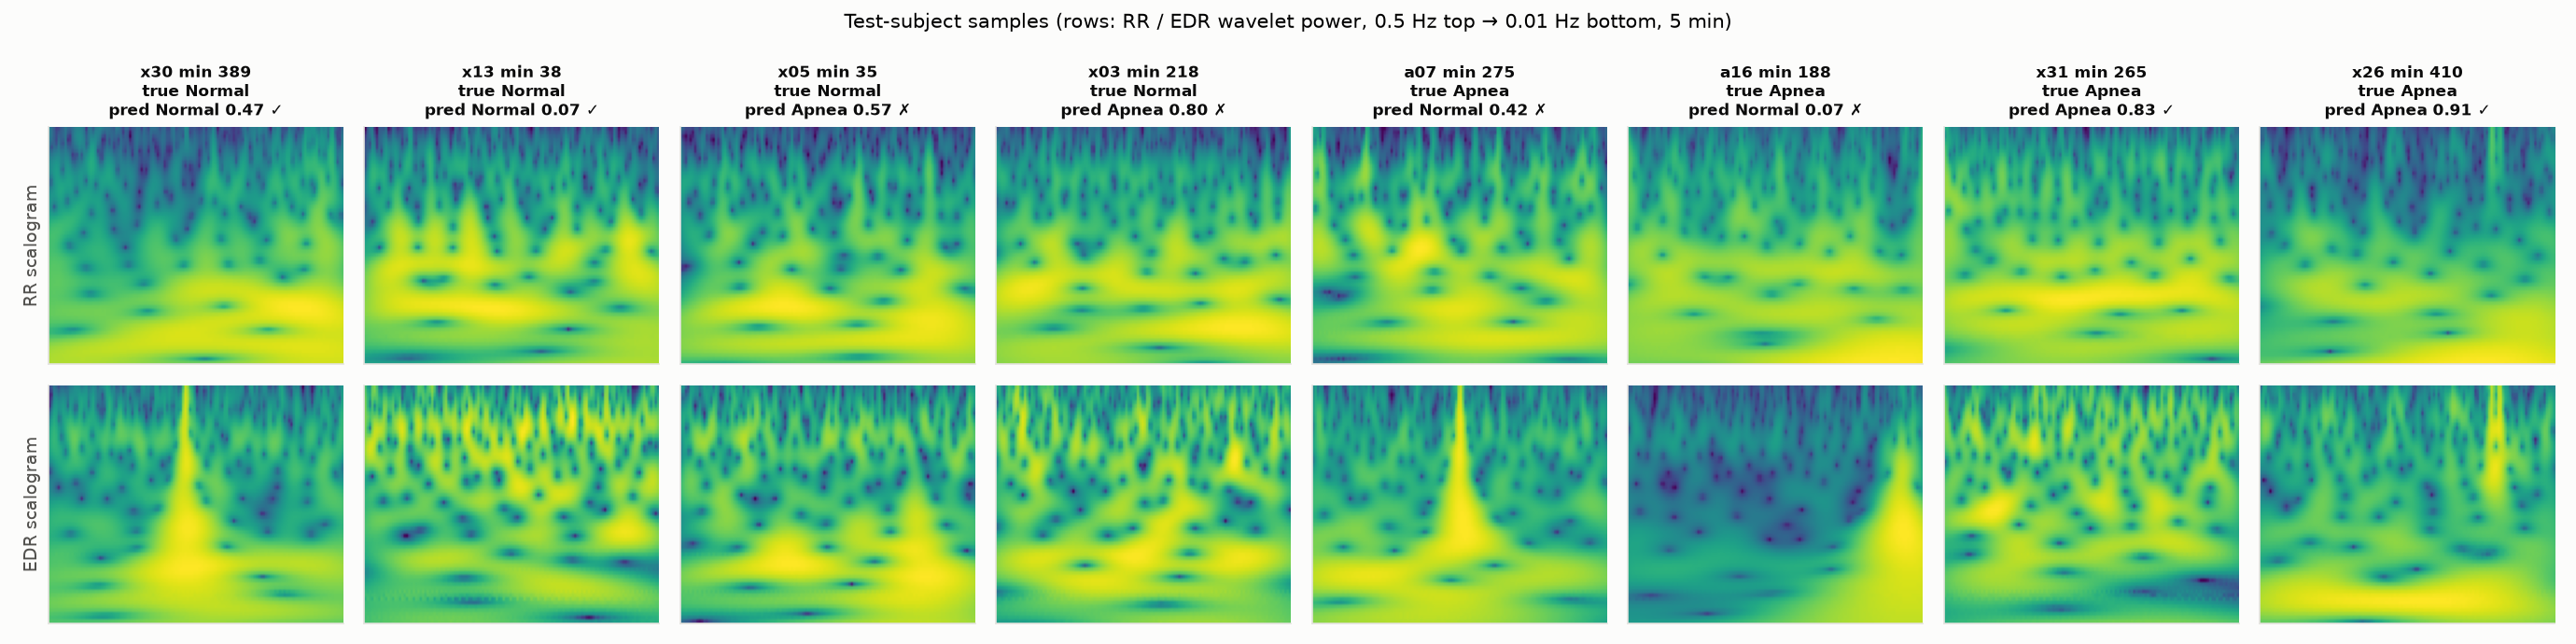 Test-subject samples (rows: RR / EDR wavelet power, 0.5 Hz top → 0.01 Hz bottom, 5 min)
x30 min 389
true Normal
pred Normal 0.47 ✓
x13 min 38
true Normal
pred Normal 0.07 ✓
x05 min 35
true Normal
pred Apnea 0.57 ✗
x03 min 218
true Normal
pred Apnea 0.80 ✗
a07 min 275
true Apnea
pred Normal 0.42 ✗
a16 min 188
true Apnea
pred Normal 0.07 ✗
x31 min 265
true Apnea
pred Apnea 0.83 ✓
x26 min 410
true Apnea
pred Apnea 0.91 ✓
RR scalogram
EDR scalogram